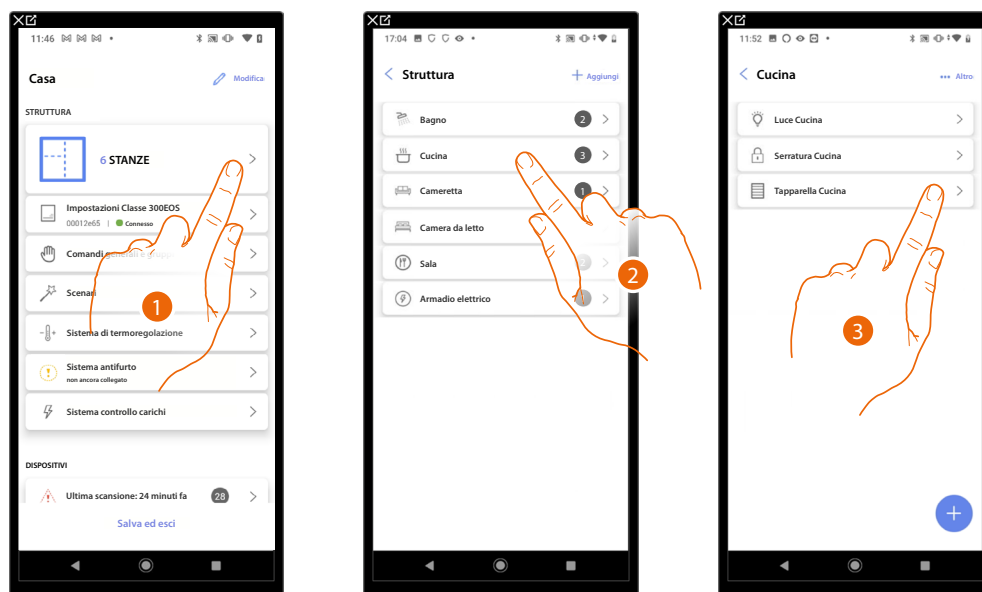 11:46
Casa
Modifica
STRUTTURA
6 STANZE
Impostazioni Classe 300EOS
00012e65 | Connesso
Comandi generali e gruppi
Scenari
1
Sistema di termoregolazione
Sistema antifurto
non ancora collegato
Sistema controllo carichi
DISPOSITIVI
Ultima scansione: 24 minuti fa 28
Salva ed esci
17:04
Struttura
Aggiungi
Bagno 2
Cucina 3
Cameretta 1
Camera da letto
Sala 2
2
Armadio elettrico
11:52
Cucina
Altro
Luce Cucina
Serratura Cucina
Tapparella Cucina
3